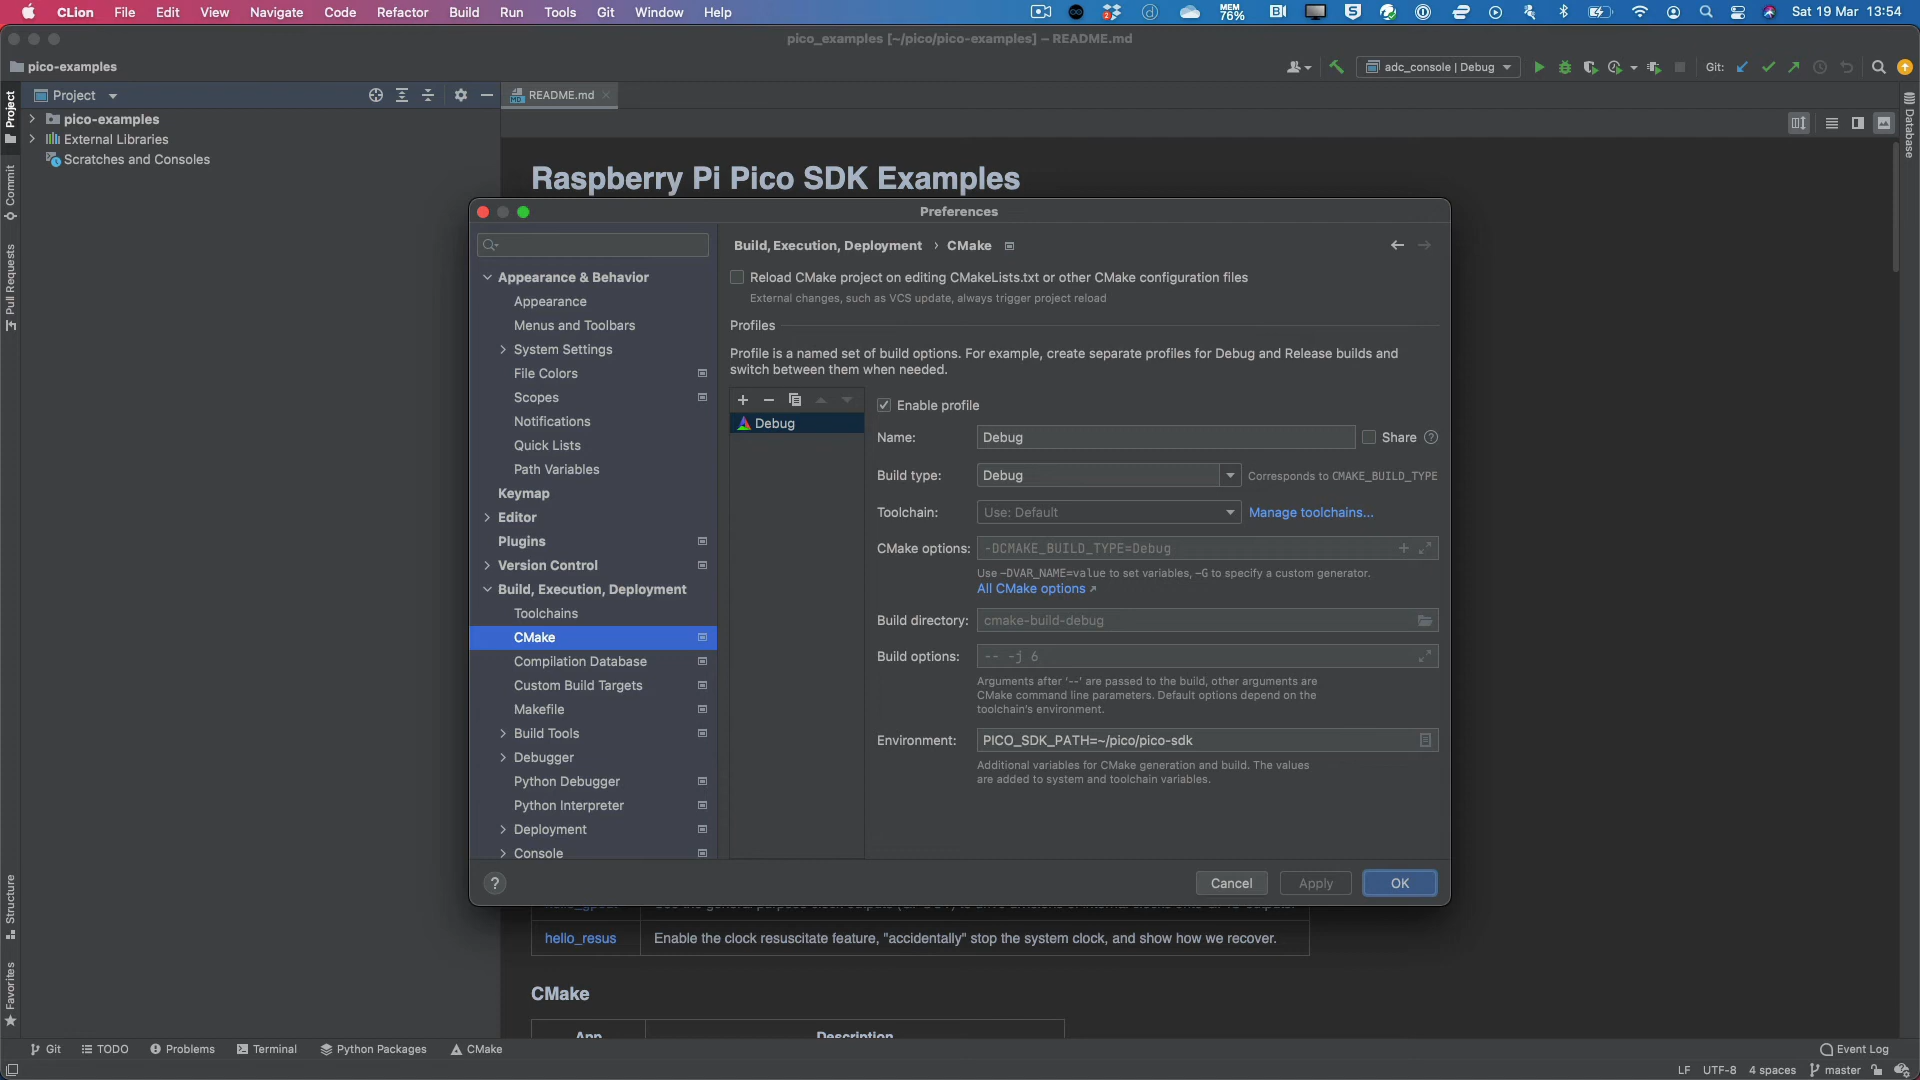 CLion File Edit View Navigate Code Refactor Build Run Tools Git Window Help
MEM 76%
Sat 19 Mar 13:54
pico_examples [~/pico/pico-examples] – README.md
pico-examples
adc_console | Debug
Git:
Project
README.md
Project
Commit
Pull Requests
Structure
Favorites
Database
pico-examples
External Libraries
Scratches and Consoles
Raspberry Pi Pico SDK Examples
Preferences
Appearance & Behavior
Appearance
Menus and Toolbars
System Settings
File Colors
Scopes
Notifications
Quick Lists
Path Variables
Keymap
Editor
Plugins
Version Control
Build, Execution, Deployment
Toolchains
CMake
Compilation Database
Custom Build Targets
Makefile
Build Tools
Debugger
Python Debugger
Python Interpreter
Deployment
Console
Build, Execution, Deployment › CMake
Reload CMake project on editing CMakeLists.txt or other CMake configuration files
External changes, such as VCS update, always trigger project reload
Profiles
Profile is a named set of build options. For example, create separate profiles for Debug and Release builds and
switch between them when needed.
Debug
Enable profile
Name: Debug Share
Build type: Debug Corresponds to CMAKE_BUILD_TYPE
Toolchain: Use: Default Manage toolchains...
CMake options: -DCMAKE_BUILD_TYPE=Debug
Use -DVAR_NAME=value to set variables, -G to specify a custom generator.
All CMake options ↗
Build directory: cmake-build-debug
Build options: -- -j 6
Arguments after '--' are passed to the build, other arguments are
CMake command line parameters. Default options depend on the
toolchain's environment.
Environment: PICO_SDK_PATH=~/pico/pico-sdk
Additional variables for CMake generation and build. The values
are added to system and toolchain variables.
? Cancel Apply OK
hello_resus Enable the clock resuscitate feature, "accidentally" stop the system clock, and show how we recover.
CMake
App Description
Git TODO Problems Terminal Python Packages CMake Event Log
LF UTF-8 4 spaces master